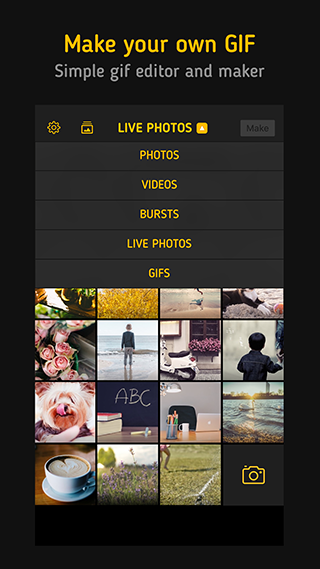 Make your own GIF
Simple gif editor and maker
LIVE PHOTOS
Make
PHOTOS
VIDEOS
BURSTS
LIVE PHOTOS
GIFS
ABC